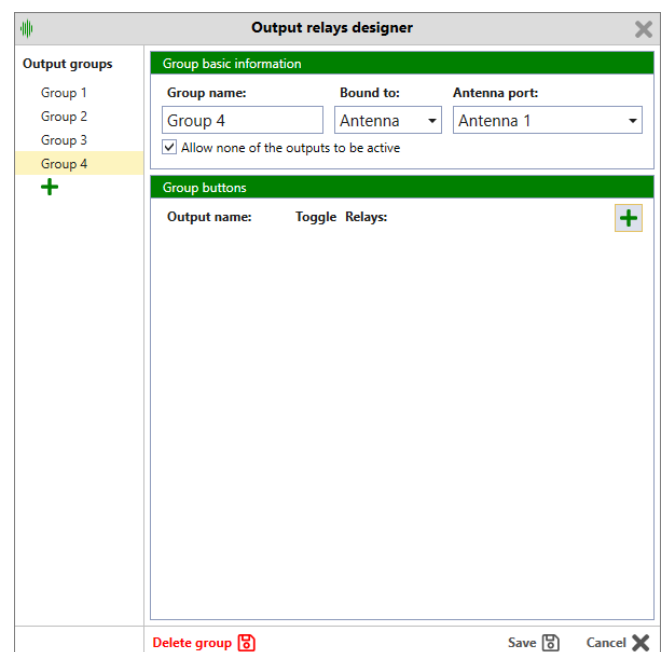 Output relays designer
Output groups
Group 1
Group 2
Group 3
Group 4
Group basic information
Group name: Bound to: Antenna port:
Group 4 Antenna Antenna 1
Allow none of the outputs to be active
Group buttons
Output name: Toggle Relays:
Delete group Save Cancel